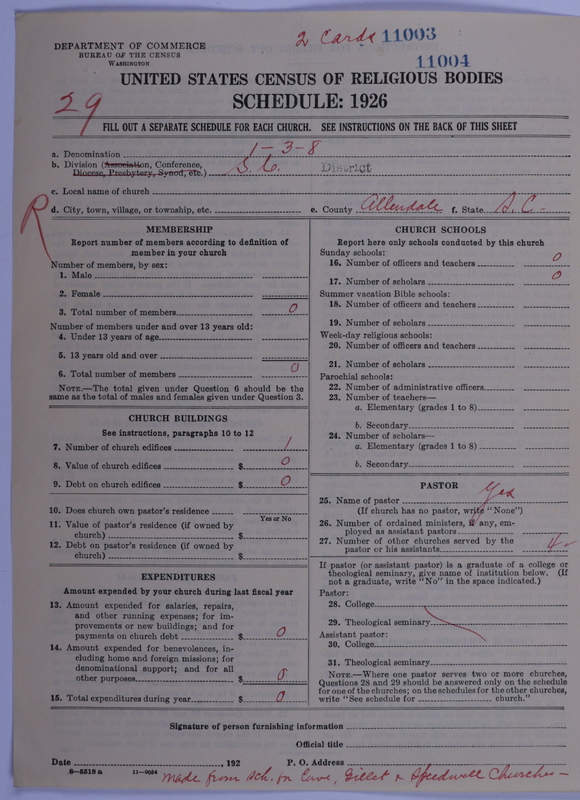 2 Cards 11003
11004
DEPARTMENT OF COMMERCE
BUREAU OF THE CENSUS
WASHINGTON
UNITED STATES CENSUS OF RELIGIOUS BODIES
29
SCHEDULE: 1926
FILL OUT A SEPARATE SCHEDULE FOR EACH CHURCH. SEE INSTRUCTIONS ON THE BACK OF THIS SHEET
a. Denomination 1-3-8
b. Division (Association, Conference, Diocese, Presbytery, Synod, etc.) S.C. District
c. Local name of church
d. City, town, village, or township, etc. e. County Allendale f. State S.C.
R
MEMBERSHIP
Report number of members according to definition of
member in your church
Number of members, by sex:
1. Male
2. Female
3. Total number of members 0
Number of members under and over 13 years old:
4. Under 13 years of age
5. 13 years old and over
6. Total number of members 0
NOTE.—The total given under Question 6 should be the
same as the total of males and females given under Question 3.
CHURCH BUILDINGS
See instructions, paragraphs 10 to 12
7. Number of church edifices 1
8. Value of church edifices $ 0
9. Debt on church edifices $ 0
10. Does church own pastor's residence
Yes or No
11. Value of pastor's residence (if owned by
church) $
12. Debt on pastor's residence (if owned by
church) $
EXPENDITURES
Amount expended by your church during last fiscal year
13. Amount expended for salaries, repairs,
and other running expenses; for im-
provements or new buildings; and for
payments on church debt $ 0
14. Amount expended for benevolences, in-
cluding home and foreign missions; for
denominational support; and for all
other purposes $ 0
15. Total expenditures during year $ 0
CHURCH SCHOOLS
Report here only schools conducted by this church
Sunday schools:
16. Number of officers and teachers 0
17. Number of scholars 0
Summer vacation Bible schools:
18. Number of officers and teachers
19. Number of scholars
Week-day religious schools:
20. Number of officers and teachers
21. Number of scholars
Parochial schools:
22. Number of administrative officers
23. Number of teachers—
a. Elementary (grades 1 to 8)
b. Secondary
24. Number of scholars—
a. Elementary (grades 1 to 8)
b. Secondary
PASTOR
25. Name of pastor Yes
(If church has no pastor, write "None")
26. Number of ordained ministers, if any, em-
ployed as assistant pastors
27. Number of other churches served by the
pastor or his assistants 4
If pastor (or assistant pastor) is a graduate of a college or
theological seminary, give name of institution below. (If
not a graduate, write "No" in the space indicated.)
Pastor:
28. College
29. Theological seminary
Assistant pastor:
30. College
31. Theological seminary
NOTE.—Where one pastor serves two or more churches,
Questions 28 and 29 should be answered only on the schedule
for one of the churches; on the schedules for the other churches,
write "See schedule for church."
Signature of person furnishing information
Official title
Date , 192 P. O. Address
8-5318 a 11-9054 Made from sch. for Cave, Gillet & Speedwell Churches -